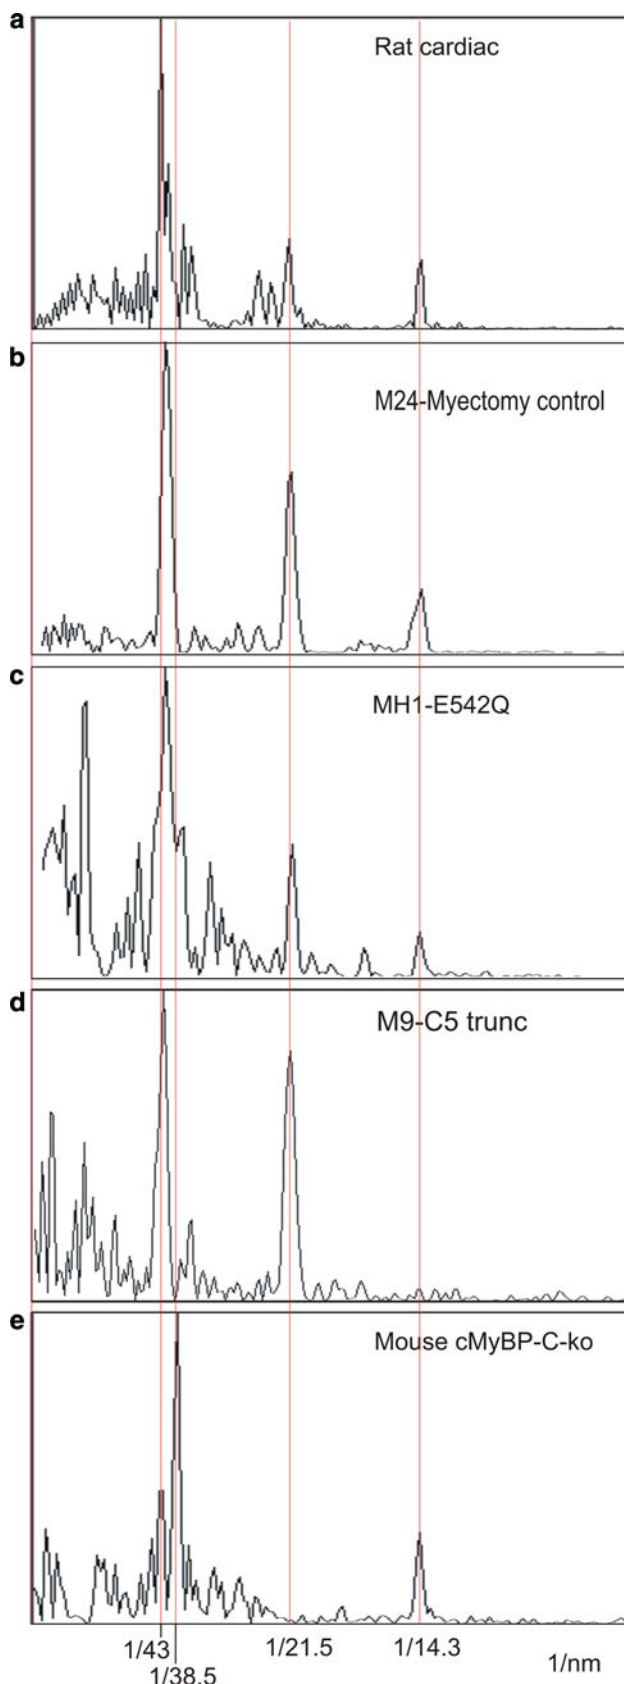 a
Rat cardiac
b
M24-Myectomy control
c
MH1-E542Q
d
M9-C5 trunc
e
Mouse cMyBP-C-ko
1/43
1/38.5
1/21.5
1/14.3
1/nm